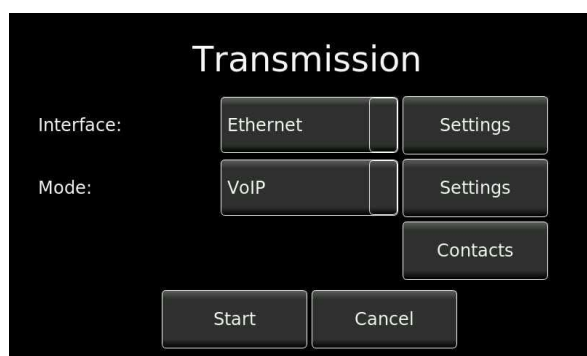 Transmission
Interface: Ethernet Settings
Mode: VoIP Settings
Contacts
Start Cancel